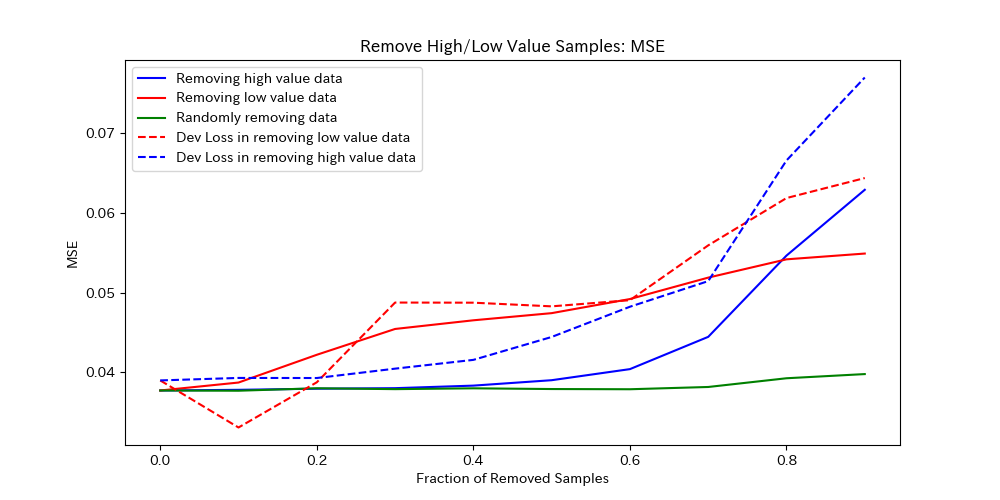 Remove High/Low Value Samples: MSE
Removing high value data
Removing low value data
Randomly removing data
Dev Loss in removing low value data
Dev Loss in removing high value data
MSE
0.07
0.06
0.05
0.04
0.0 0.2 0.4 0.6 0.8
Fraction of Removed Samples